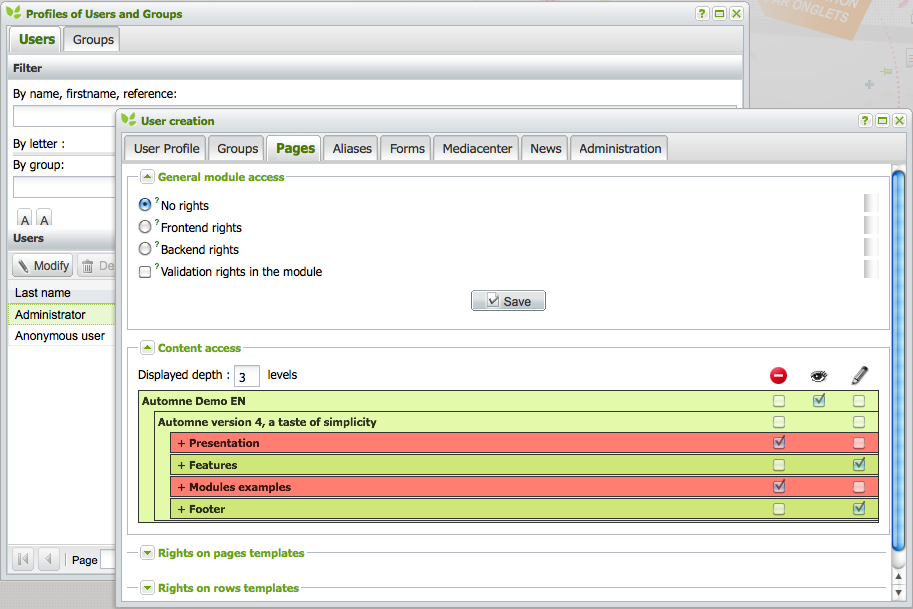 Profiles of Users and Groups
?
Users Groups
Filter
By name, firstname, reference:
By letter :
By group:
A A
Users
Modify
Last name
Administrator
Anonymous user
Page
AR ONGLETS
User creation
?
User Profile Groups Pages Aliases Forms Mediacenter News Administration
General module access
? No rights
? Frontend rights
? Backend rights
? Validation rights in the module
Save
Content access
Displayed depth : 3 levels
Automne Demo EN
Automne version 4, a taste of simplicity
+ Presentation
+ Features
+ Modules examples
+ Footer
Rights on pages templates
Rights on rows templates